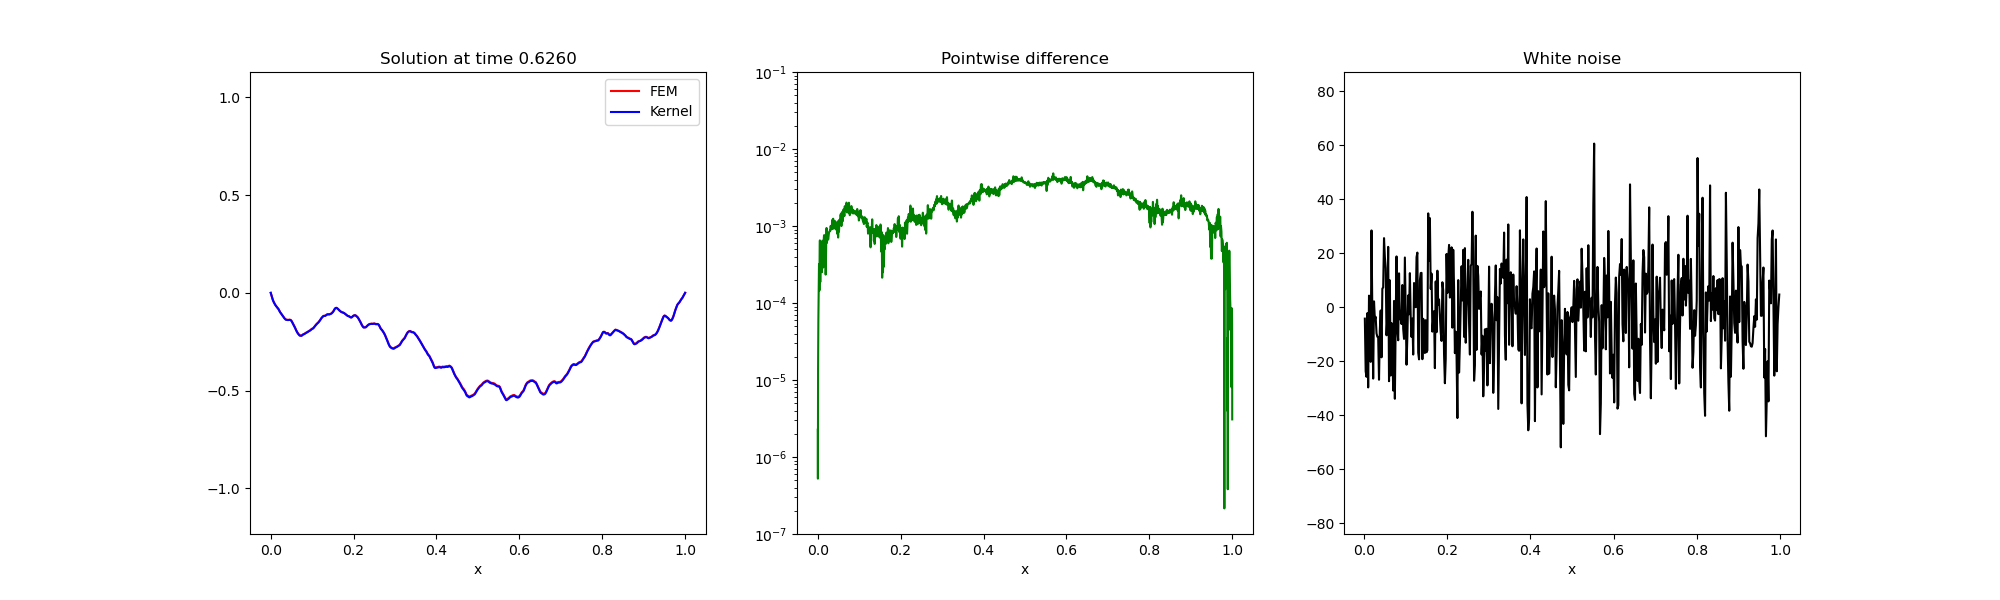 Solution at time 0.6260
1.0
0.5
0.0
−0.5
−1.0
FEM
Kernel
0.0 0.2 0.4 0.6 0.8 1.0
x
Pointwise difference
10⁻¹
10⁻²
10⁻³
10⁻⁴
10⁻⁵
10⁻⁶
10⁻⁷
0.0 0.2 0.4 0.6 0.8 1.0
x
White noise
80
60
40
20
0
−20
−40
−60
−80
0.0 0.2 0.4 0.6 0.8 1.0
x